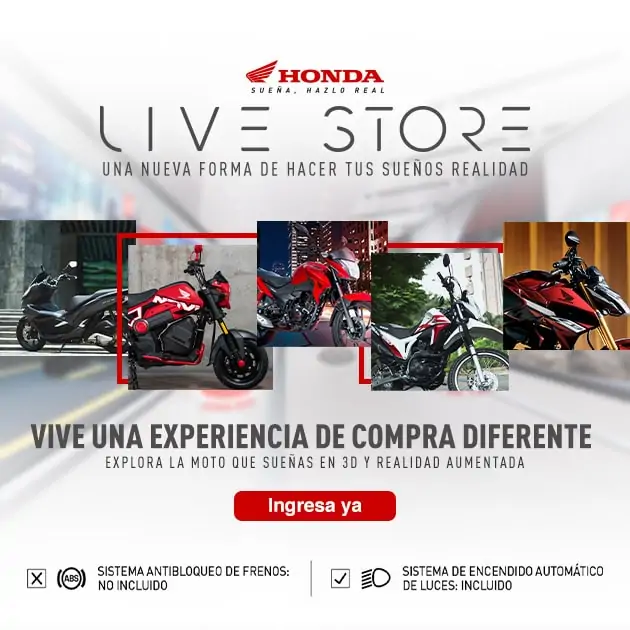 HONDA
SUEÑA, HAZLO REAL
LIVE STORE
UNA NUEVA FORMA DE HACER TUS SUEÑOS REALIDAD
VIVE UNA EXPERIENCIA DE COMPRA DIFERENTE
EXPLORA LA MOTO QUE SUEÑAS EN 3D Y REALIDAD AUMENTADA
Ingresa ya
ABS
SISTEMA ANTIBLOQUEO DE FRENOS:
NO INCLUIDO
SISTEMA DE ENCENDIDO AUTOMÁTICO
DE LUCES: INCLUIDO